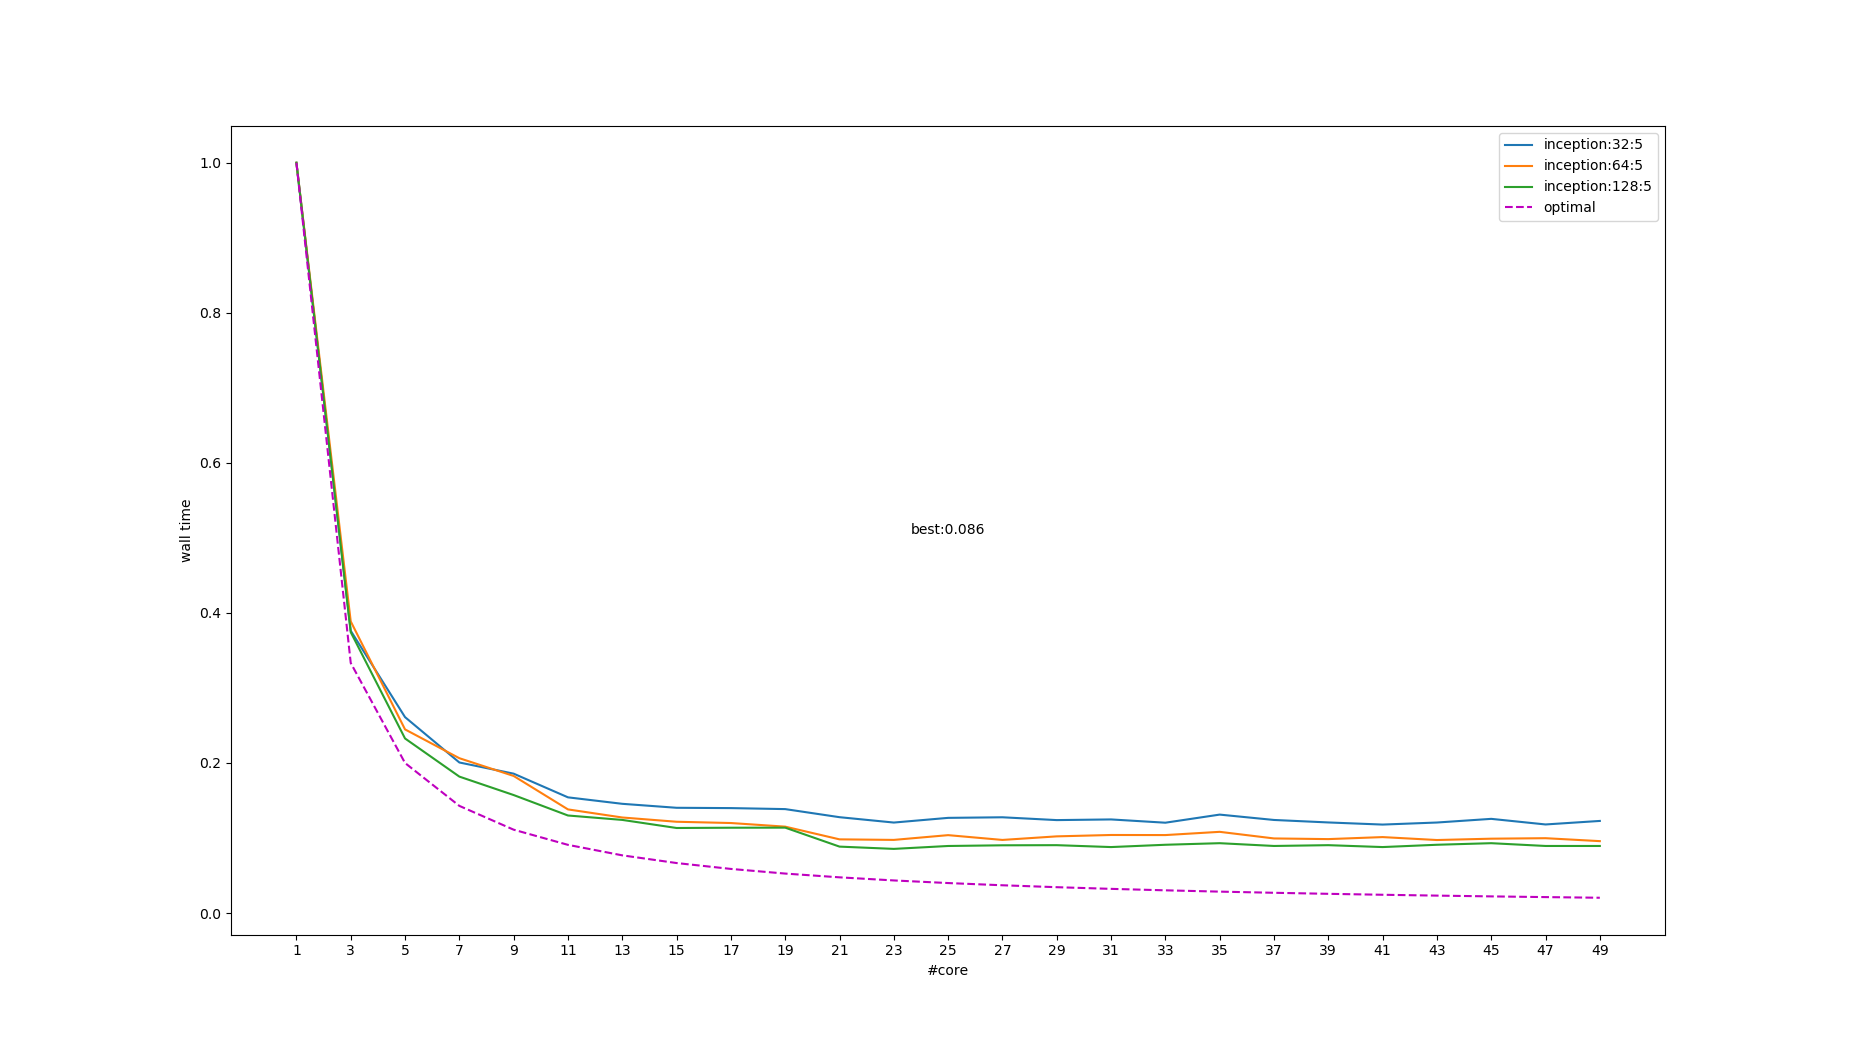 inception:32:5
inception:64:5
inception:128:5
optimal
1.0
0.8
0.6
0.4
0.2
0.0
wall time
best:0.086
1 3 5 7 9 11 13 15 17 19 21 23 25 27 29 31 33 35 37 39 41 43 45 47 49
#core